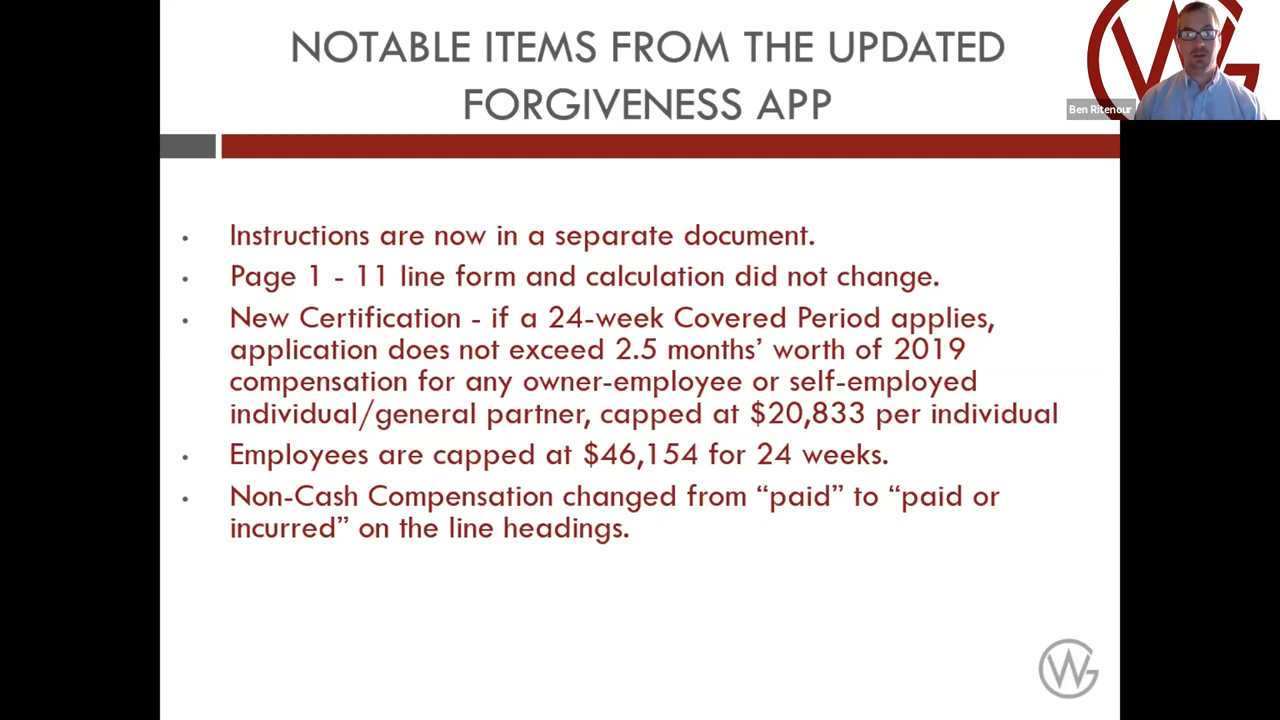 NOTABLE ITEMS FROM THE UPDATED
FORGIVENESS APP
Ben Ritenour
• Instructions are now in a separate document.
• Page 1 - 11 line form and calculation did not change.
• New Certification - if a 24-week Covered Period applies,
application does not exceed 2.5 months’ worth of 2019
compensation for any owner-employee or self-employed
individual/general partner, capped at $20,833 per individual
• Employees are capped at $46,154 for 24 weeks.
• Non-Cash Compensation changed from “paid” to “paid or
incurred” on the line headings.
WG